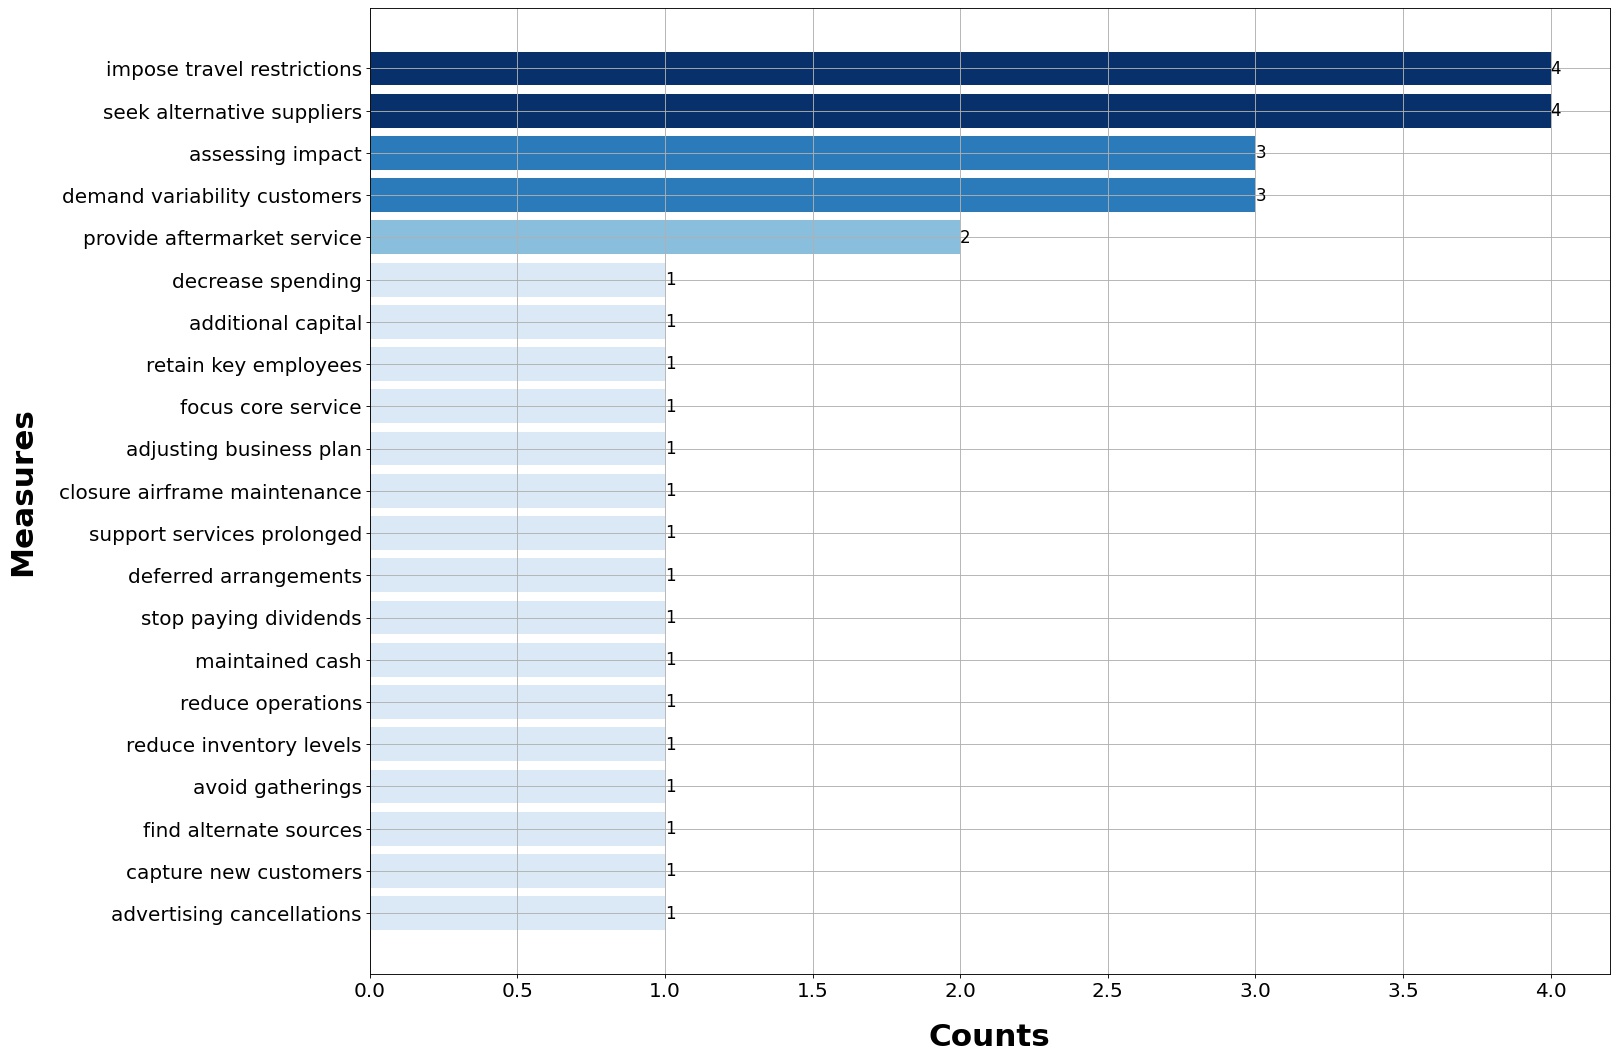 impose travel restrictions 4
seek alternative suppliers 4
assessing impact 3
demand variability customers 3
provide aftermarket service 2
decrease spending 1
additional capital 1
retain key employees 1
focus core service 1
adjusting business plan 1
closure airframe maintenance 1
support services prolonged 1
deferred arrangements 1
stop paying dividends 1
maintained cash 1
reduce operations 1
reduce inventory levels 1
avoid gatherings 1
find alternate sources 1
capture new customers 1
advertising cancellations 1
Measures
0.0 0.5 1.0 1.5 2.0 2.5 3.0 3.5 4.0
Counts